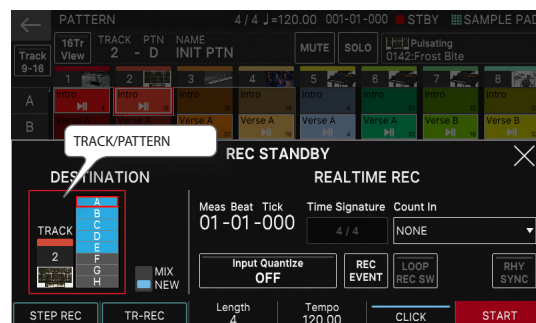 PATTERN 4 / 4 ♩=120.00 001-01-000 STBY SAMPLE PAD
16Tr View TRACK 2 - PTN D NAME INIT PTN MUTE SOLO Pulsating 0142:Frost Bite
Track 9-16
1 2 3 4 5 6 7 8
A Intro Intro Intro Intro Intro Intro Intro Intro
B Verse A Verse A Verse A Verse A Verse A Verse A Verse B Verse B
TRACK/PATTERN
REC STANDBY
DESTINATION REALTIME REC
TRACK
2
A
B
C
D
E
F
G
H
MIX
NEW
Meas Beat Tick Time Signature Count In
01-01-000 4 / 4 NONE
Input Quantize
OFF
REC EVENT
LOOP REC SW
RHY SYNC
Length Tempo
STEP REC TR-REC 4 120.00 CLICK START